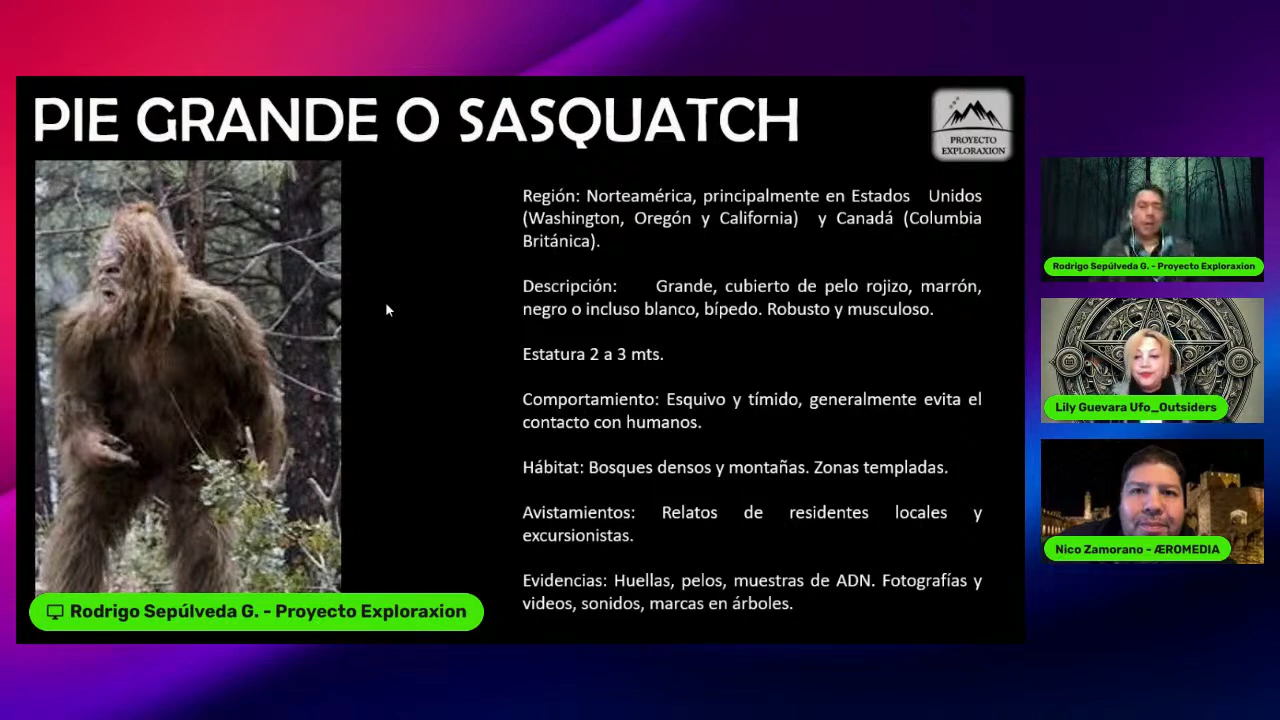 PIE GRANDE O SASQUATCH
PROYECTO
EXPLORAXION
Región: Norteamérica, principalmente en Estados Unidos
(Washington, Oregón y California) y Canadá (Columbia
Británica).
Descripción: Grande, cubierto de pelo rojizo, marrón,
negro o incluso blanco, bípedo. Robusto y musculoso.
Estatura 2 a 3 mts.
Comportamiento: Esquivo y tímido, generalmente evita el
contacto con humanos.
Hábitat: Bosques densos y montañas. Zonas templadas.
Avistamientos: Relatos de residentes locales y
excursionistas.
Evidencias: Huellas, pelos, muestras de ADN. Fotografías y
videos, sonidos, marcas en árboles.
Rodrigo Sepúlveda G. - Proyecto Exploraxion
Rodrigo Sepúlveda G. - Proyecto Exploraxion
Lily Guevara Ufo_Outsiders
Nico Zamorano - ÆROMEDIA